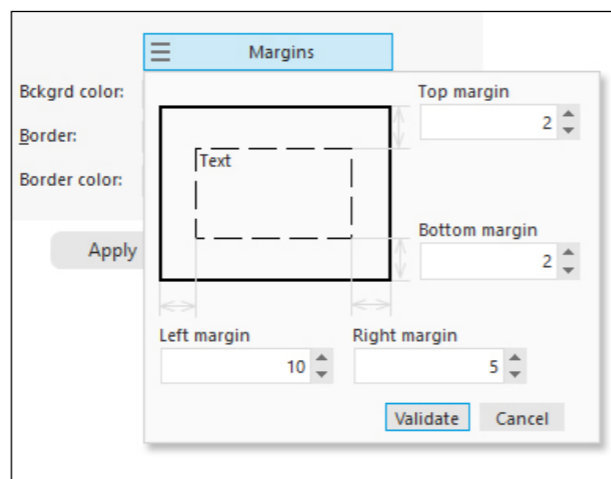 Margins
Bckgrd color:
Top margin
2
Border:
Text
Border color:
Bottom margin
Apply
2
Left margin
Right margin
10
5
Validate
Cancel